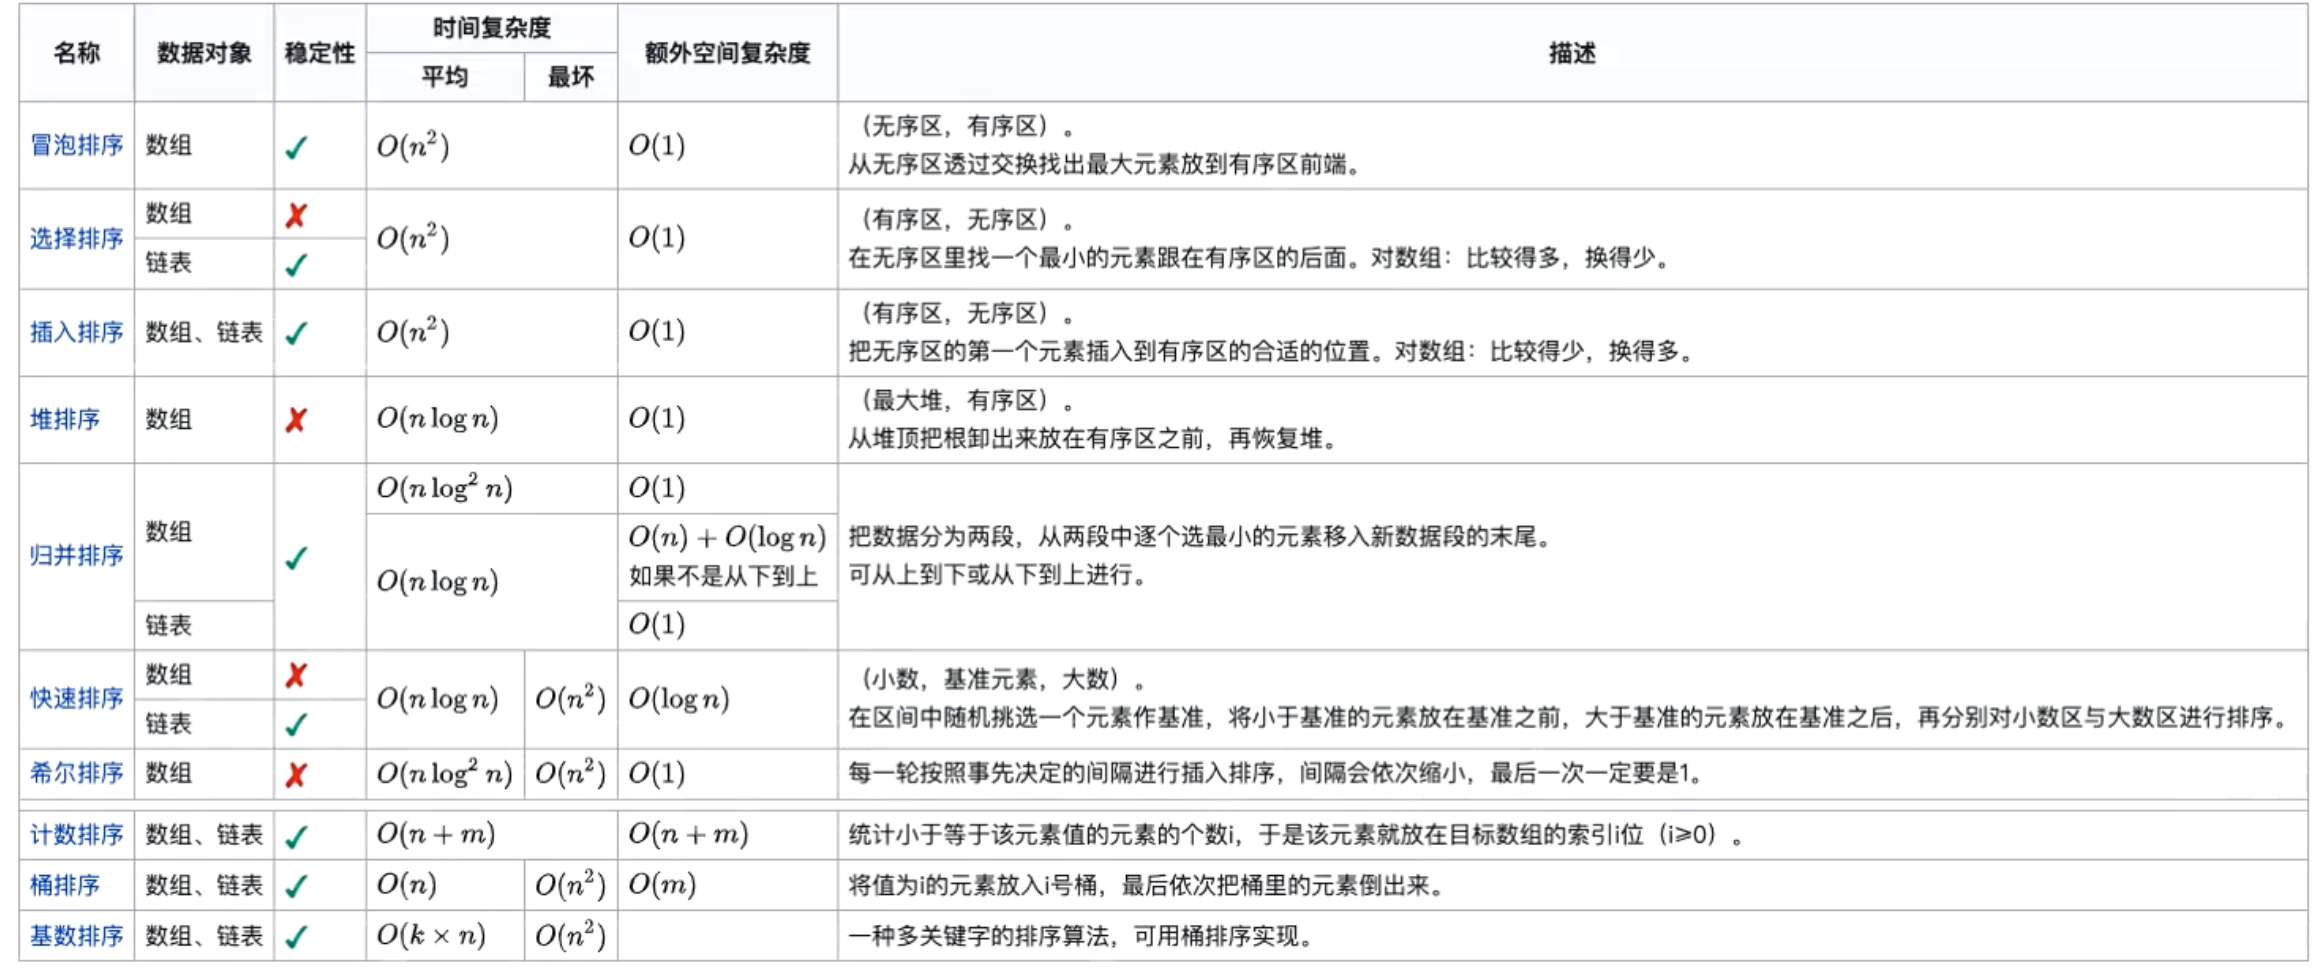 名称 数据对象 稳定性 时间复杂度 额外空间复杂度 描述
平均 最坏
冒泡排序 数组 ✓ O(n²) O(1) （无序区，有序区）。
从无序区透过交换找出最大元素放到有序区前端。
选择排序 数组 ✗ O(n²) O(1) （有序区，无序区）。
链表 ✓ 在无序区里找一个最小的元素跟在有序区的后面。对数组：比较得多，换得少。
插入排序 数组、链表 ✓ O(n²) O(1) （有序区，无序区）。
把无序区的第一个元素插入到有序区的合适的位置。对数组：比较得少，换得多。
堆排序 数组 ✗ O(n log n) O(1) （最大堆，有序区）。
从堆顶把根卸出来放在有序区之前，再恢复堆。
归并排序 数组 ✓ O(n log² n) O(1)
O(n log n) O(n) + O(log n) 把数据分为两段，从两段中逐个选最小的元素移入新数据段的末尾。
如果不是从下到上 可从上到下或从下到上进行。
链表 O(1)
快速排序 数组 ✗ O(n log n) O(n²) O(log n) （小数，基准元素，大数）。
链表 ✓ 在区间中随机挑选一个元素作基准，将小于基准的元素放在基准之前，大于基准的元素放在基准之后，再分别对小数区与大数区进行排序。
希尔排序 数组 ✗ O(n log² n) O(n²) O(1) 每一轮按照事先决定的间隔进行插入排序，间隔会依次缩小，最后一次一定要是1。
计数排序 数组、链表 ✓ O(n + m) O(n + m) 统计小于等于该元素值的元素的个数i，于是该元素就放在目标数组的索引i位（i≥0）。
桶排序 数组、链表 ✓ O(n) O(n²) O(m) 将值为i的元素放入i号桶，最后依次把桶里的元素倒出来。
基数排序 数组、链表 ✓ O(k × n) O(n²) 一种多关键字的排序算法，可用桶排序实现。